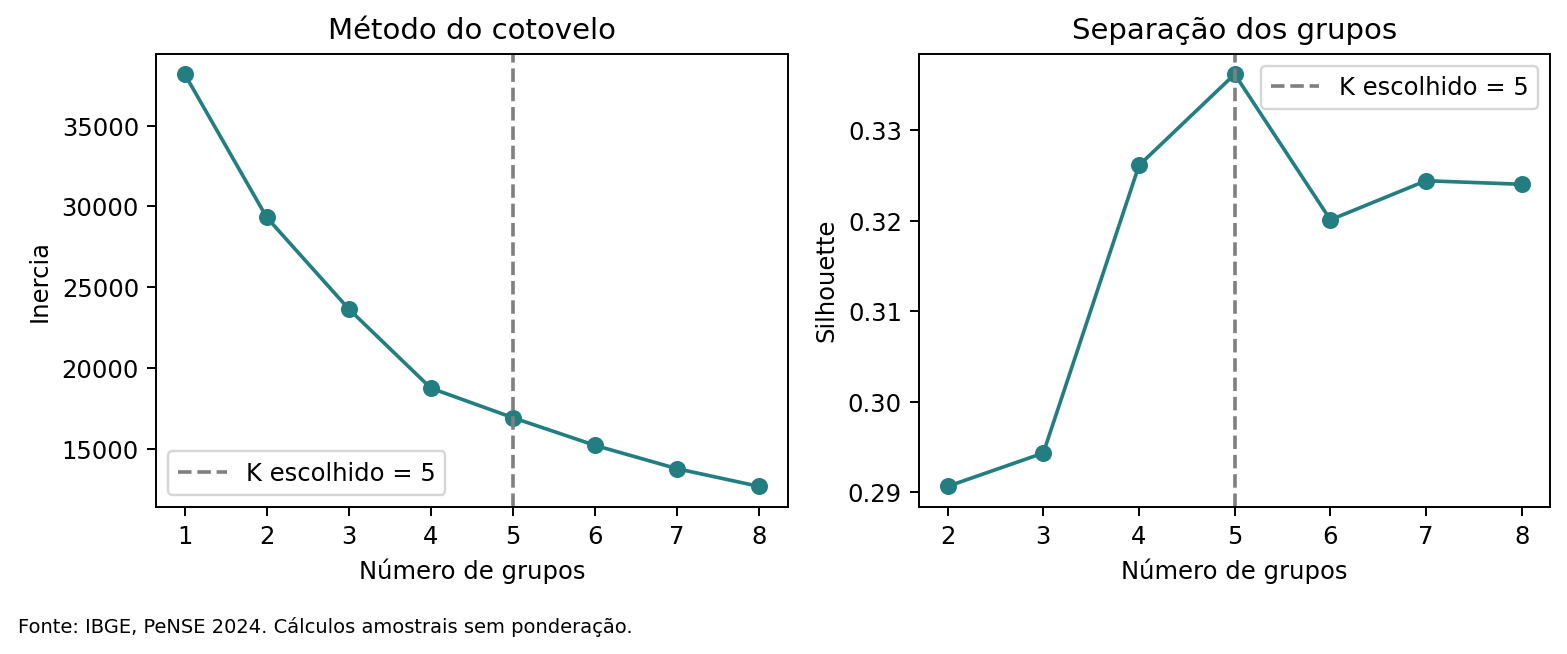 Método do cotovelo
Inercia
35000
30000
25000
20000
15000
K escolhido = 5
1 2 3 4 5 6 7 8
Número de grupos
Separação dos grupos
Silhouette
K escolhido = 5
0.33
0.32
0.31
0.30
0.29
2 3 4 5 6 7 8
Número de grupos
Fonte: IBGE, PeNSE 2024. Cálculos amostrais sem ponderação.